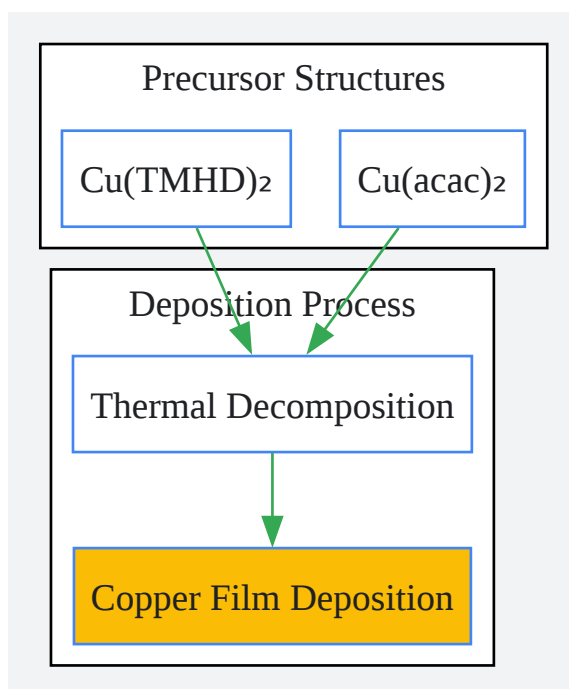 Precursor Structures
Cu(TMHD)₂ Cu(acac)₂
Deposition Process
Thermal Decomposition
Copper Film Deposition